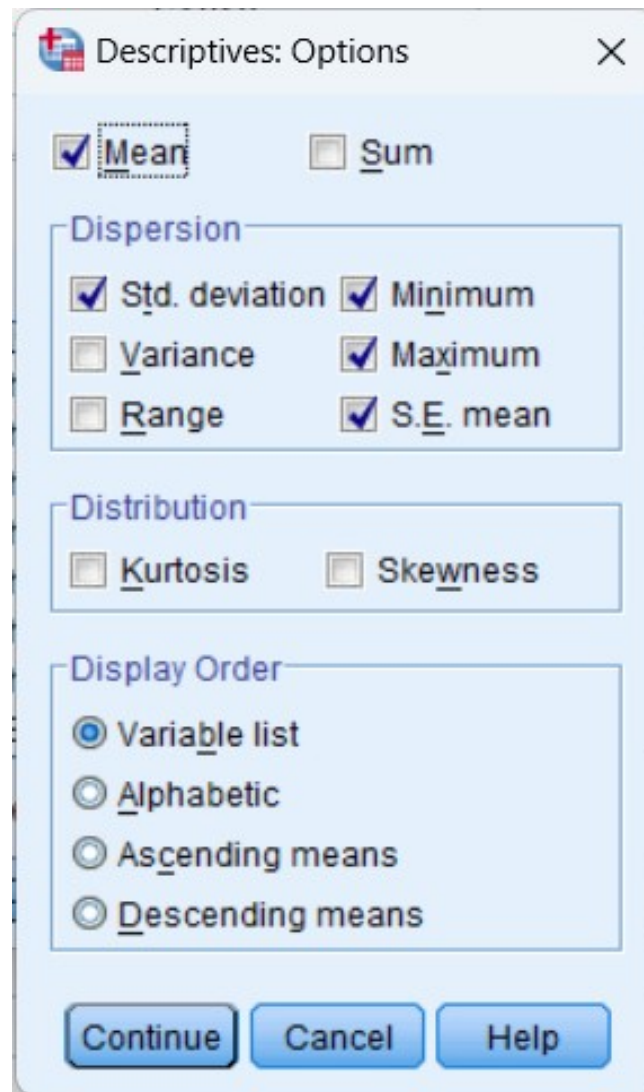 Descriptives: Options
Mean Sum
Dispersion
Std. deviation Minimum
Variance Maximum
Range S.E. mean
Distribution
Kurtosis Skewness
Display Order
Variable list
Alphabetic
Ascending means
Descending means
Continue Cancel Help